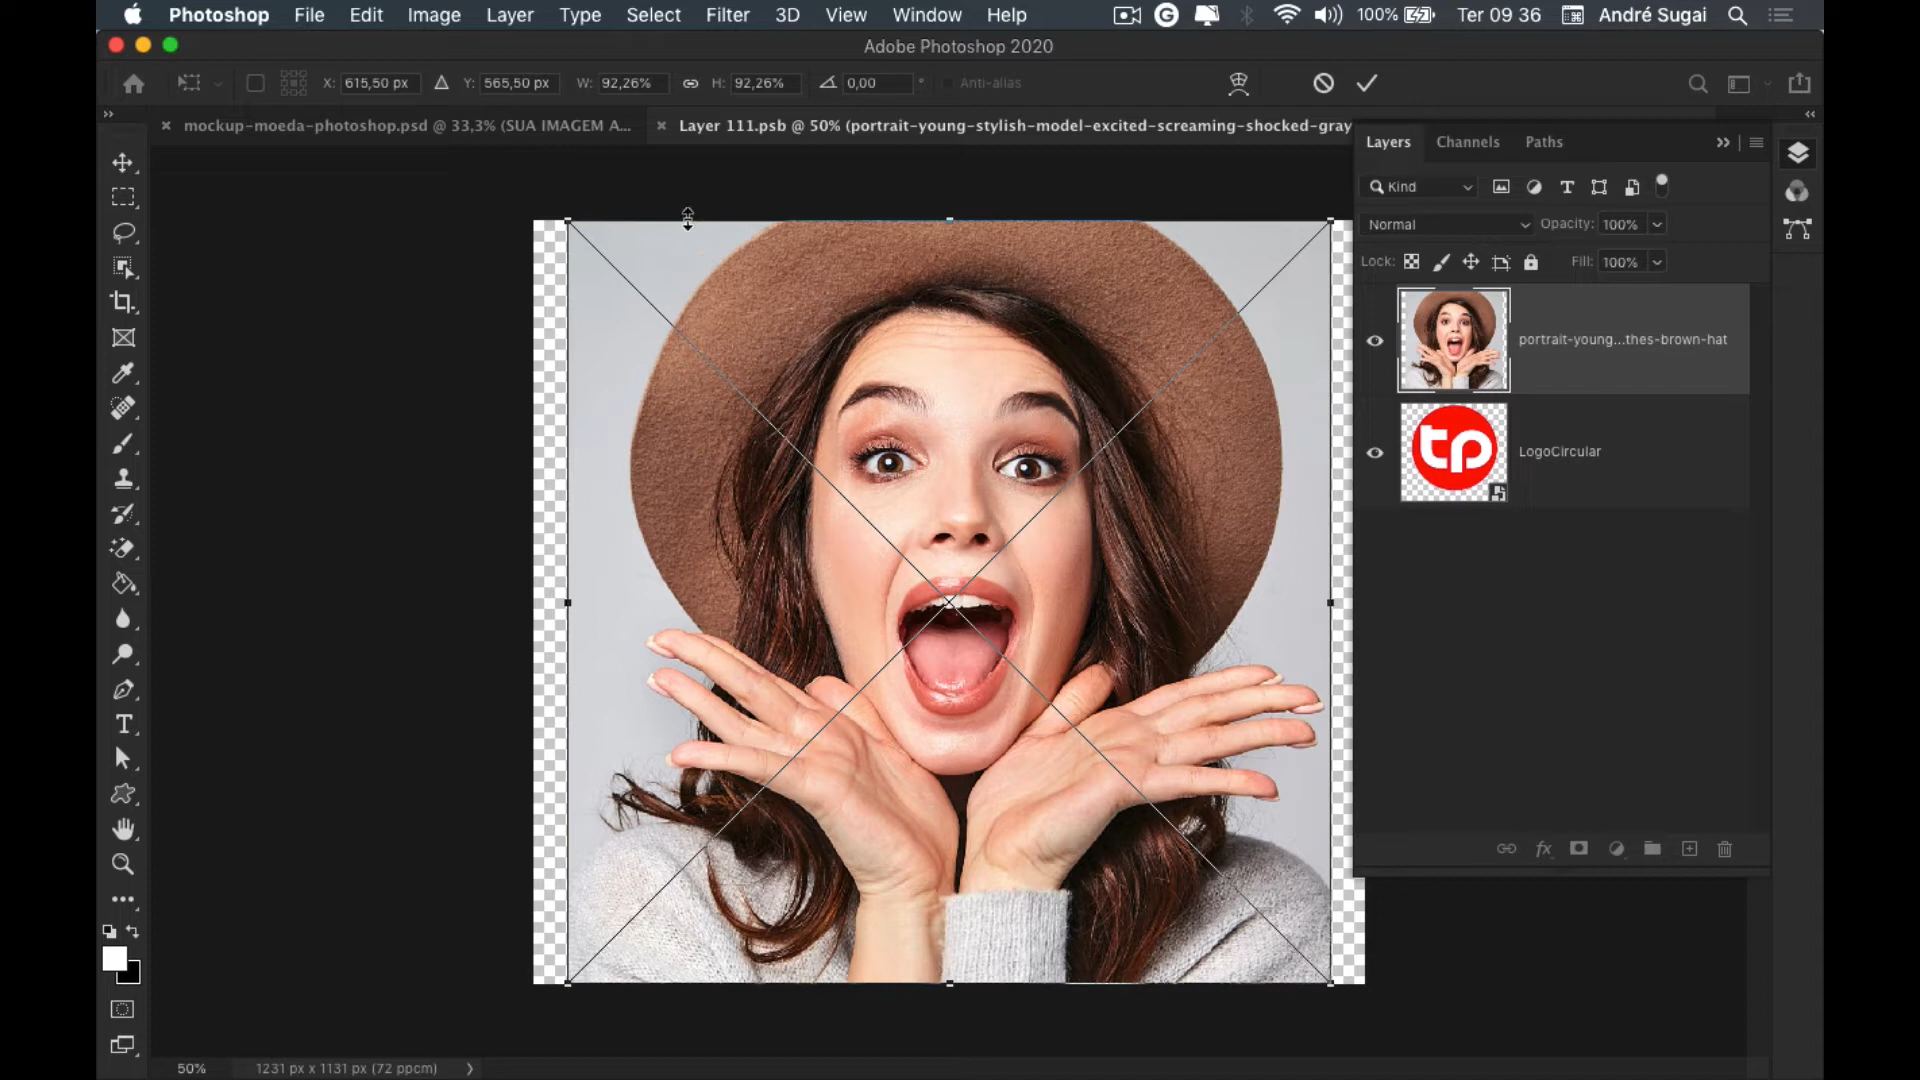 Photoshop File Edit Image Layer Type Select Filter 3D View Window Help 100% Ter 09 36 André Sugai
Adobe Photoshop 2020
X: 615,50 px Y: 565,50 px W: 92,26% H: 92,26% 0,00 ° Anti-alias
mockup-moeda-photoshop.psd @ 33,3% (SUA IMAGEM A... Layer 111.psb @ 50% (portrait-young-stylish-model-excited-screaming-shocked-gray
Layers Channels Paths
Kind
Normal Opacity: 100%
Lock: Fill: 100%
portrait-young...thes-brown-hat
tp LogoCircular
50% 1231 px x 1131 px (72 ppcm)